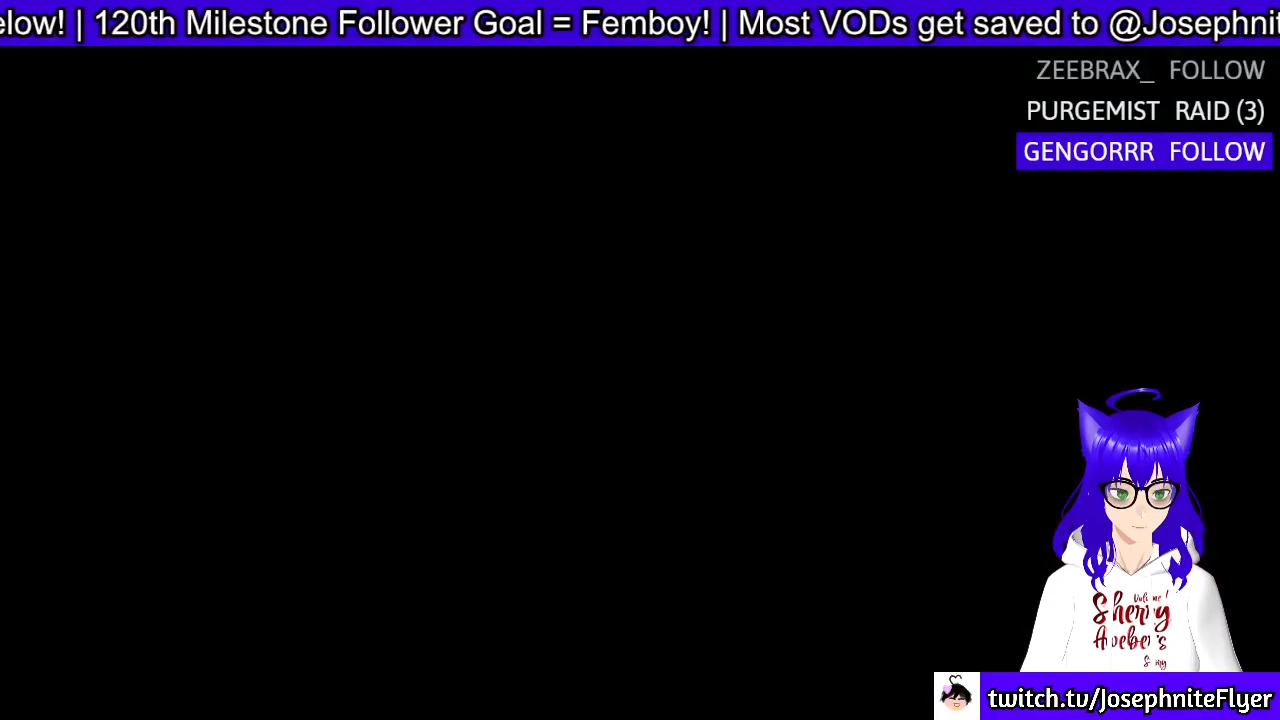 elow! | 120th Milestone Follower Goal = Femboy! | Most VODs get saved to @Josephnit
ZEEBRAX_ FOLLOW
PURGEMIST RAID (3)
GENGORRR FOLLOW
Sherry
twitch.tv/JosephniteFlyer